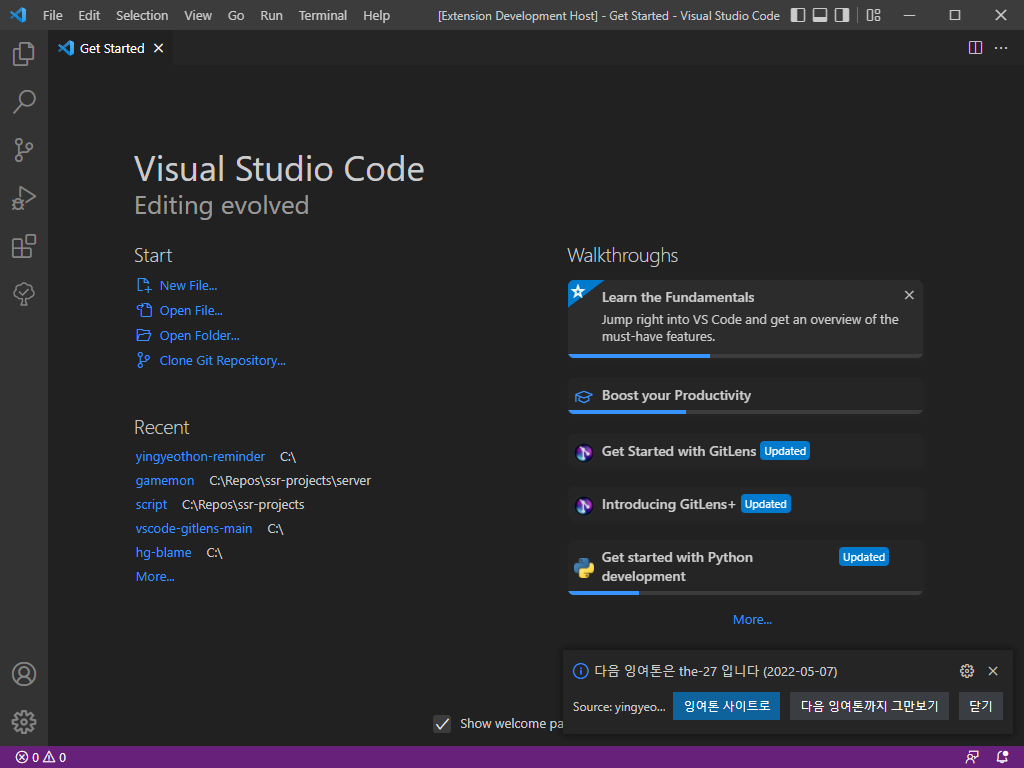 File Edit Selection View Go Run Terminal Help [Extension Development Host] - Get Started - Visual Studio Code
Get Started
Visual Studio Code
Editing evolved
Start
New File...
Open File...
Open Folder...
Clone Git Repository...
Recent
yingyeothon-reminder C:\
gamemon C:\Repos\ssr-projects\server
script C:\Repos\ssr-projects
vscode-gitlens-main C:\
hg-blame C:\
More...
Walkthroughs
Learn the Fundamentals
Jump right into VS Code and get an overview of the
must-have features.
Boost your Productivity
Get Started with GitLens Updated
Introducing GitLens+ Updated
Get started with Python Updated
development
More...
다음 잉여톤은 the-27 입니다 (2022-05-07)
Source: yingyeo... 잉여톤 사이트로 다음 잉여톤까지 그만보기 닫기
Show welcome pa
0 0